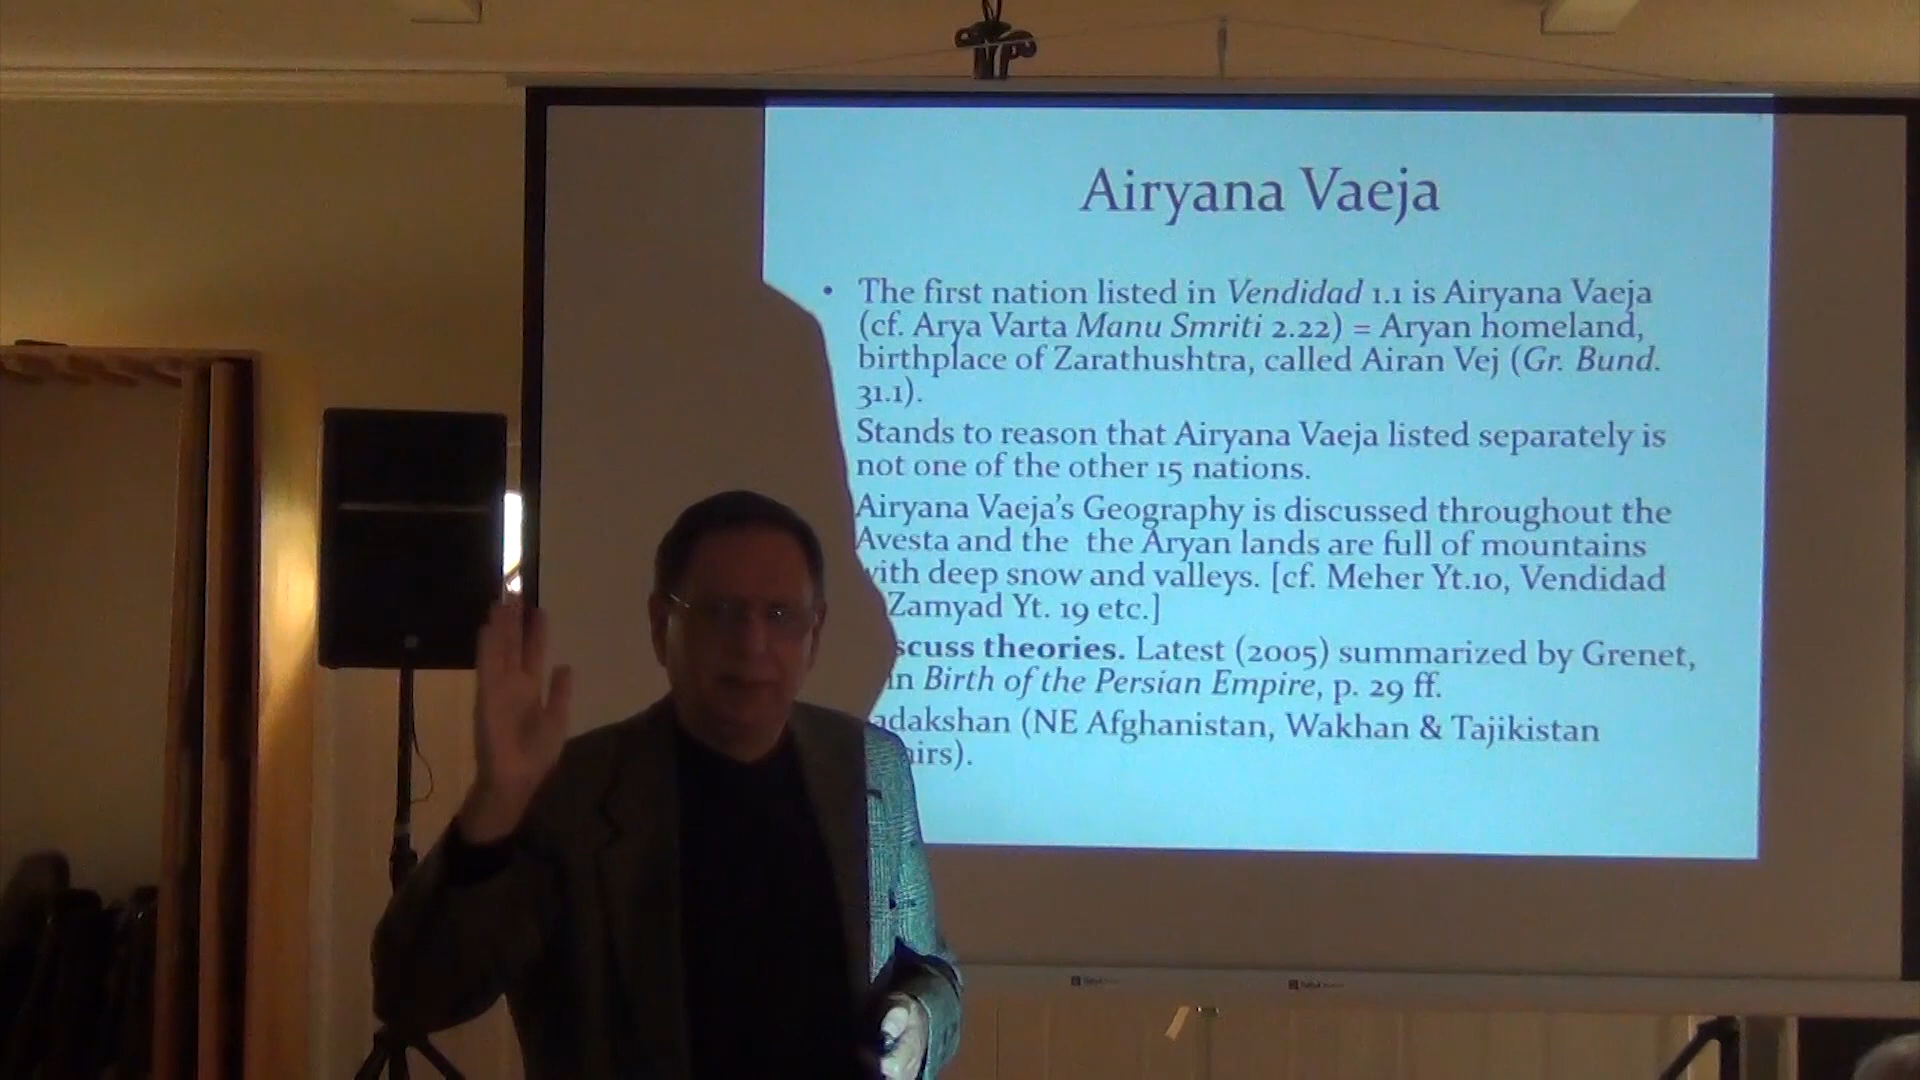 Airyana Vaeja
• The first nation listed in Vendidad 1.1 is Airyana Vaeja
(cf. Arya Varta Manu Smriti 2.22) = Aryan homeland,
birthplace of Zarathushtra, called Airan Vej (Gr. Bund.
31.1).
Stands to reason that Airyana Vaeja listed separately is
not one of the other 15 nations.
Airyana Vaeja's Geography is discussed throughout the
Avesta and the the Aryan lands are full of mountains
with deep snow and valleys. [cf. Meher Yt.10, Vendidad
Zamyad Yt. 19 etc.]
scuss theories. Latest (2005) summarized by Grenet,
in Birth of the Persian Empire, p. 29 ff.
adakshan (NE Afghanistan, Wakhan & Tajikistan
irs).